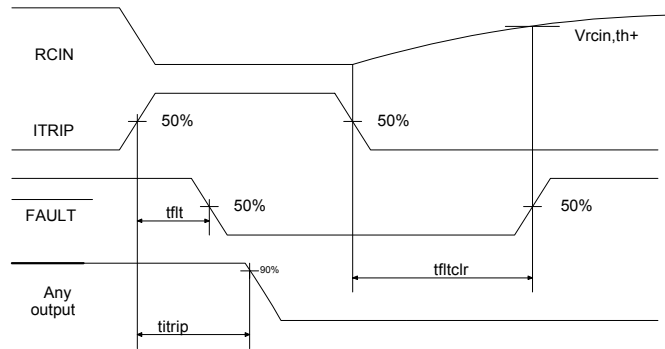 RCIN
Vrcin,th+
ITRIP
50%
50%
FAULT
tflt
50%
50%
Any
output
90%
tfltclr
titrip